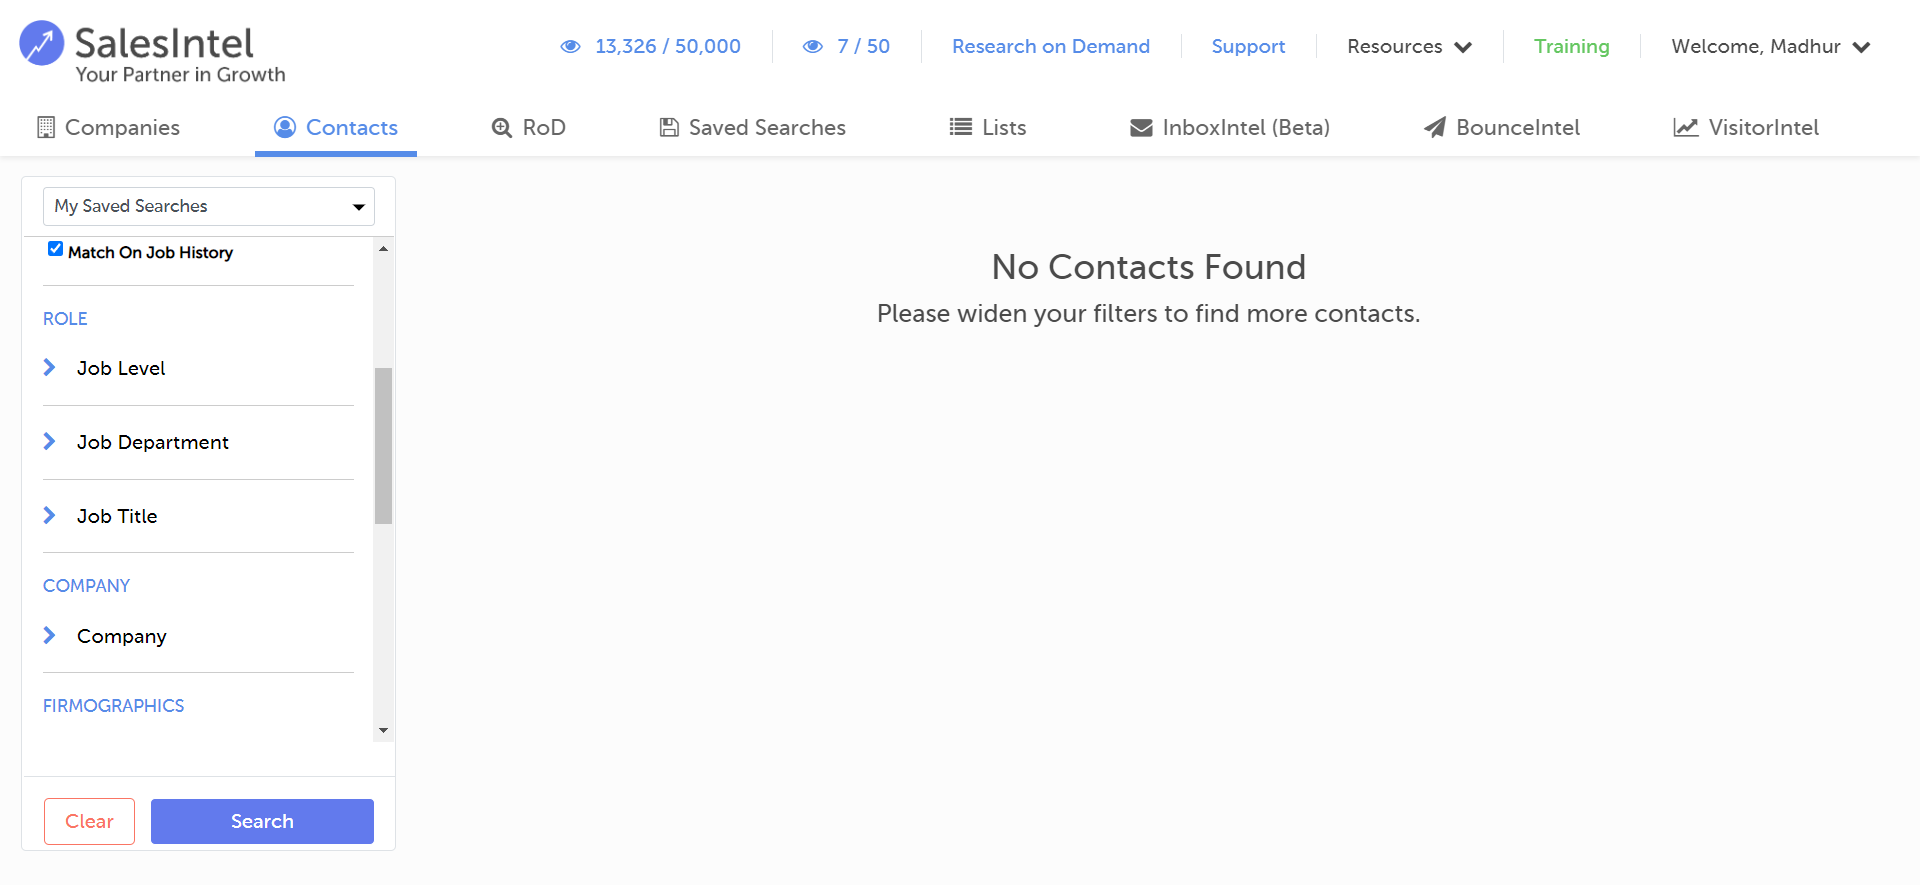 SalesIntel
Your Partner in Growth
13,326 / 50,000
7 / 50
Research on Demand
Support
Resources
Training
Welcome, Madhur
Companies
Contacts
RoD
Saved Searches
Lists
InboxIntel (Beta)
BounceIntel
VisitorIntel
My Saved Searches
Match On Job History
ROLE
Job Level
Job Department
Job Title
COMPANY
Company
FIRMOGRAPHICS
Clear
Search
No Contacts Found
Please widen your filters to find more contacts.